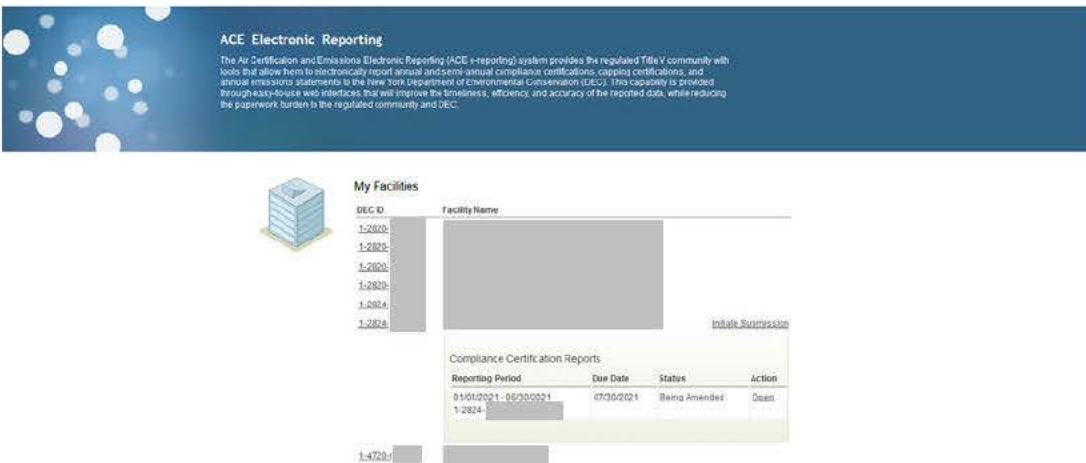 ACE Electronic Reporting
The Air Certification and Emissions Electronic Reporting (ACE e-reporting) system provides the regulated Title V community with
tools that allow them to electronically report annual and semi-annual compliance certifications, capping certifications, and
annual emissions statements to the New York Department of Environmental Conservation (DEC). This capability is provided
through easy-to-use web interfaces that will improve the timeliness, efficiency, and accuracy of the reported data, while reducing
the paperwork burden to the regulated community and DEC.
My Facilities
DEC ID Facility Name
1-2820-
1-2820-
1-2820-
1-2820-
1-2824-
1-2824- Initiate Submission
Compliance Certification Reports
Reporting Period Due Date Status Action
01/01/2021 - 06/30/2021 07/30/2021 Being Amended Open
1-2824-
1-4720-